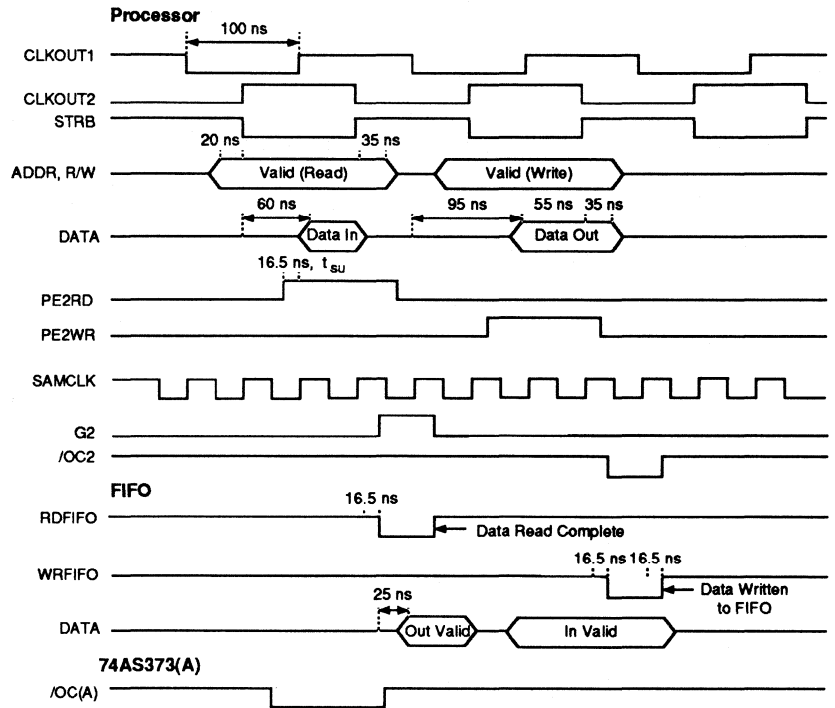 Processor
100 ns
CLKOUT1
CLKOUT2
STRB
20 ns
35 ns
ADDR, R/W
Valid (Read)
Valid (Write)
60 ns
95 ns
55 ns
35 ns
DATA
Data In
Data Out
16.5 ns, tsu
PE2RD
PE2WR
SAMCLK
G2
/OC2
FIFO
16.5 ns
RDFIFO
Data Read Complete
16.5 ns
16.5 ns
WRFIFO
Data Written
to FIFO
25 ns
DATA
Out Valid
In Valid
74AS373(A)
/OC(A)